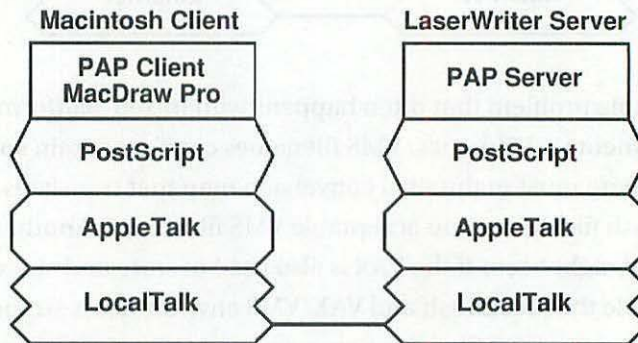 Macintosh Client
LaserWriter Server
PAP Client
MacDraw Pro
PAP Server
PostScript
PostScript
AppleTalk
AppleTalk
LocalTalk
LocalTalk